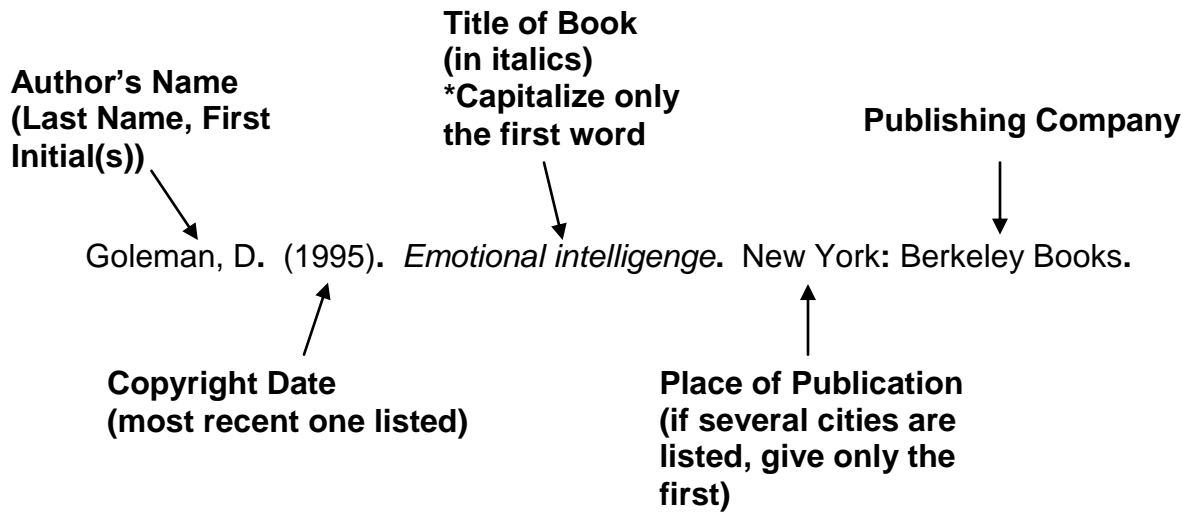 Title of Book
(in italics)
*Capitalize only
the first word
Author's Name
(Last Name, First
Initial(s))
Publishing Company
Goleman, D. (1995). Emotional intelligenge. New York: Berkeley Books.
Copyright Date
(most recent one listed)
Place of Publication
(if several cities are
listed, give only the
first)